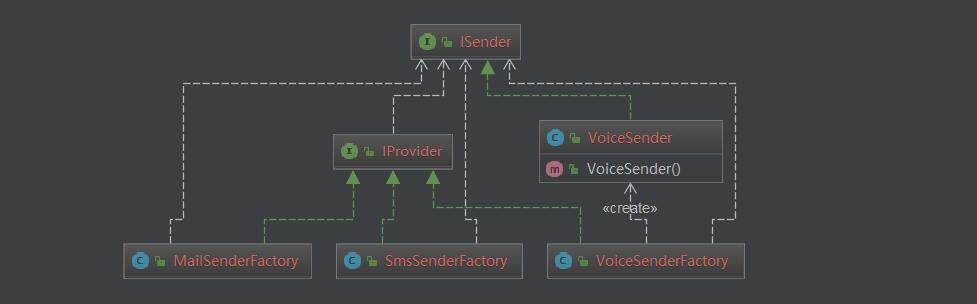 I ISender
I IProvider
C VoiceSender
m VoiceSender()
«create»
C MailSenderFactory
C SmsSenderFactory
C VoiceSenderFactory